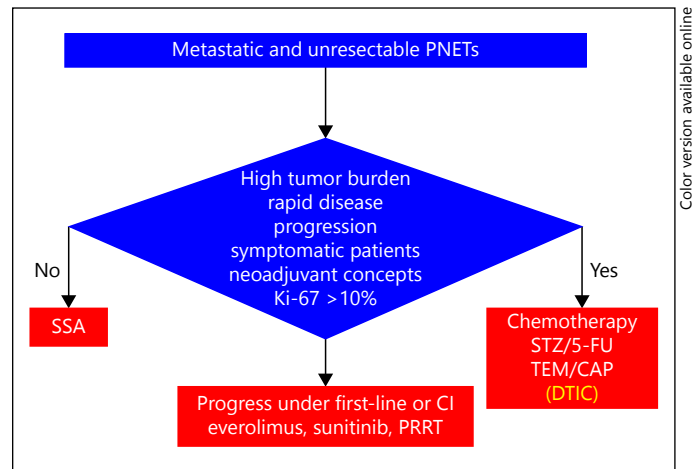 Metastatic and unresectable PNETs
High tumor burden
rapid disease
progression
symptomatic patients
neoadjuvant concepts
Ki-67 >10%
No
Yes
SSA
Chemotherapy
STZ/5-FU
TEM/CAP
(DTIC)
Progress under first-line or CI
everolimus, sunitinib, PRRT
Color version available online